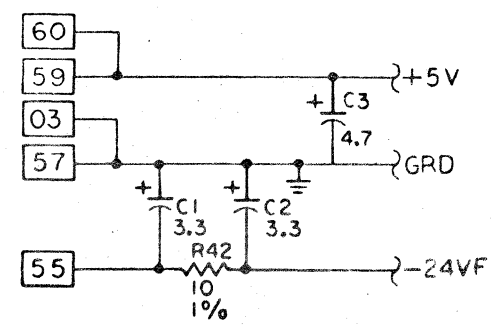 60
59
+5V
+ C3
4.7
03
57
GRD
+ C1
3.3
+ C2
3.3
R42
10
1%
55
-24VF